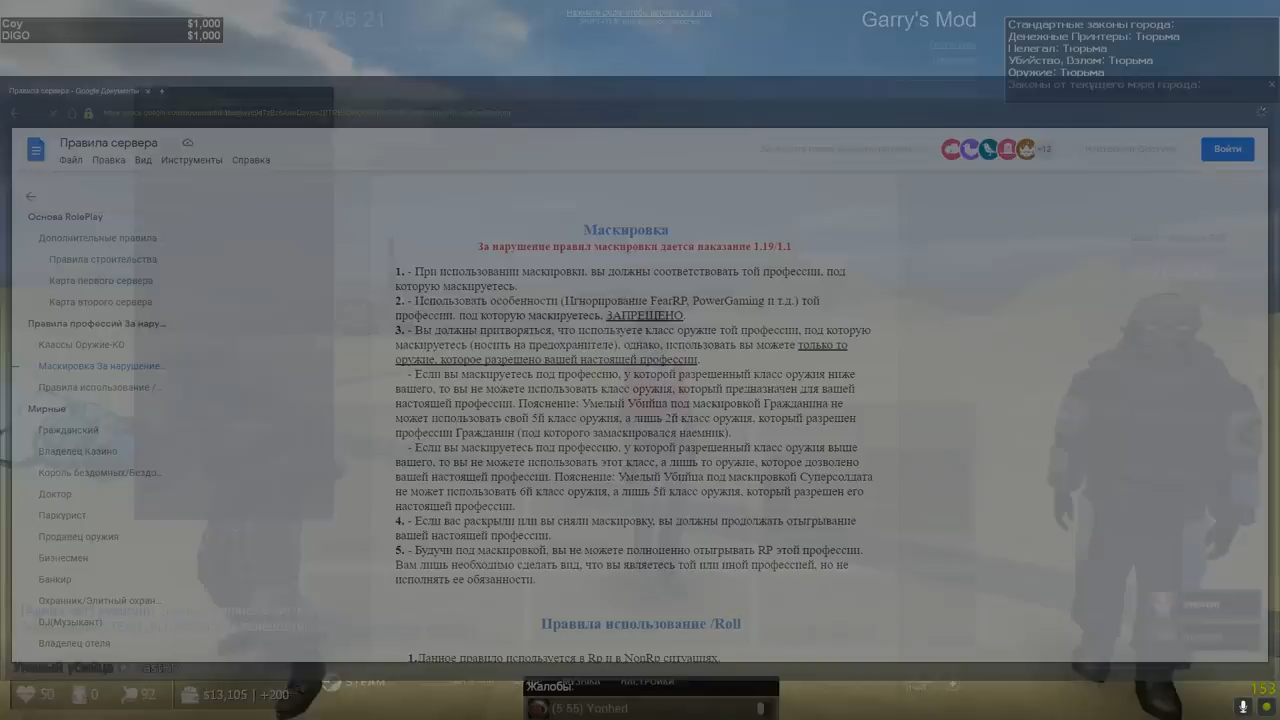 Coy $1,000
DIGO $1,000
17:36:21
Garry's Mod
Стандартные законы города:
Денежные Принтеры: Тюрьма
Нелегал: Тюрьма
Убийство, Взлом: Тюрьма
Оружие: Тюрьма
Законы от текущего мэра города:
Правила сервера - Google Документы
Правила сервера
Файл Правка Вид Инструменты Справка
+12
Войти
Основа RolePlay
Дополнительные правила
Правила строительства
Карта первого сервера
Карта второго сервера
Правила профессий За нару...
Классы Оружие-КО
Маскировка За нарушение...
Правила использование /...
Мирные
Гражданский
Владелец Казино
Король бездомных/Бездо...
Доктор
Паркурист
Продавец оружия
Бизнесмен
Банкир
Охранник/Элитный охран...
DJ(Музыкант)
Владелец отеля
Маскировка
За нарушение правил маскировки дается наказание 1.19/1.1
1. - При использовании маскировки, вы должны соответствовать той профессии, под
которую маскируетесь.
2. - Использовать особенности (Игнорирование FearRP, PowerGaming и т.д.) той
профессии, под которую маскируетесь, ЗАПРЕЩЕНО.
3. - Вы должны притворяться, что используете класс оружие той профессии, под которую
маскируетесь (носить на предохранителе), однако, использовать вы можете только то
оружие, которое разрешено вашей настоящей профессии.
- Если вы маскируетесь под профессию, у которой разрешенный класс оружия ниже
вашего, то вы не можете использовать класс оружия, который предназначен для вашей
настоящей профессии. Пояснение: Умелый Убийца под маскировкой Гражданина не
может использовать свой 5й класс оружия, а лишь 2й класс оружия, который разрешен
профессии Гражданин (под которого замаскировался наемник).
- Если вы маскируетесь под профессию, у которой разрешенный класс оружия выше
вашего, то вы не можете использовать этот класс, а лишь то оружие, которое дозволено
вашей настоящей профессии. Пояснение: Умелый Убийца под маскировкой Суперсолдата
не может использовать 6й класс оружия, а лишь 5й класс оружия, который разрешен его
настоящей профессии.
4. - Если вас раскрыли или вы сняли маскировку, вы должны продолжать отыгрывание
вашей настоящей профессии.
5. - Будучи под маскировкой, вы не можете полноценно отыгрывать RP этой профессии.
Вам лишь необходимо сделать вид, что вы являетесь той или иной профессией, но не
исполнять ее обязанности.
Правила использование /Roll
1.Данное правило используется в Rp и в NonRp ситуациях.
50 0 92 $13,105 | +200
STEAM
Жалобы:
(5:55) Yonhed
153